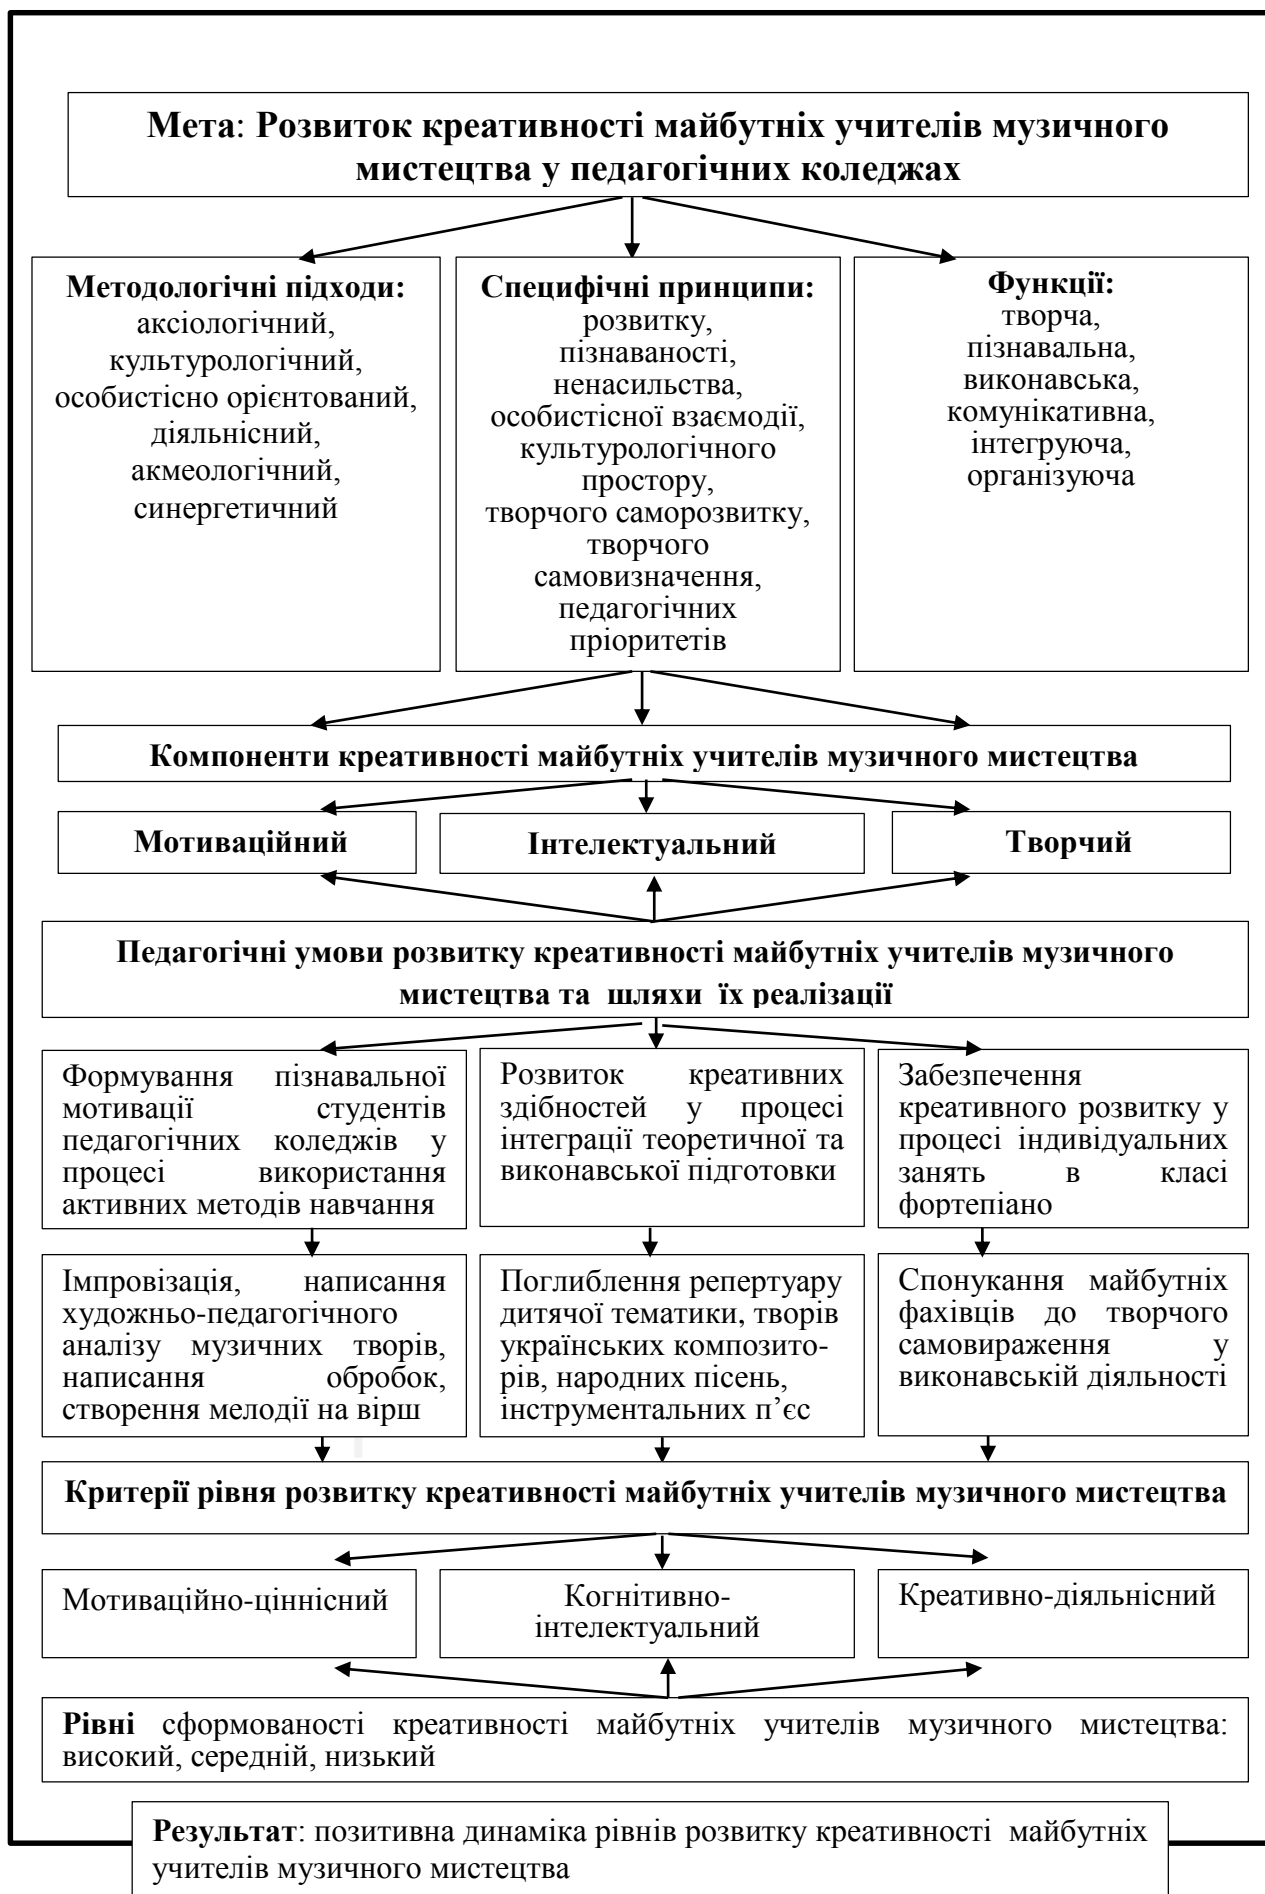 Мета: Розвиток креативності майбутніх учителів музичного
мистецтва у педагогічних коледжах
Методологічні підходи:
аксіологічний,
культурологічний,
особистісно орієнтований,
діяльнісний,
акмеологічний,
синергетичний
Специфічні принципи:
розвитку,
пізнаваності,
ненасильства,
особистісної взаємодії,
культурологічного
простору,
творчого саморозвитку,
творчого
самовизначення,
педагогічних
пріоритетів
Функції:
творча,
пізнавальна,
виконавська,
комунікативна,
інтегруюча,
організуюча
Компоненти креативності майбутніх учителів музичного мистецтва
Мотиваційний
Інтелектуальний
Творчий
Педагогічні умови розвитку креативності майбутніх учителів музичного
мистецтва та шляхи їх реалізації
Формування пізнавальної
мотивації студентів
педагогічних коледжів у
процесі використання
активних методів навчання
Розвиток креативних
здібностей у процесі
інтеграції теоретичної та
виконавської підготовки
Забезпечення
креативного розвитку у
процесі індивідуальних
занять в класі
фортепіано
Імпровізація, написання
художньо-педагогічного
аналізу музичних творів,
написання обробок,
створення мелодії на вірш
Поглиблення репертуару
дитячої тематики, творів
українських композито-
рів, народних пісень,
інструментальних п’єс
Спонукання майбутніх
фахівців до творчого
самовираження у
виконавській діяльності
Критерії рівня розвитку креативності майбутніх учителів музичного мистецтва
Мотиваційно-ціннісний
Когнітивно-
інтелектуальний
Креативно-діяльнісний
Рівні сформованості креативності майбутніх учителів музичного мистецтва:
високий, середній, низький
Результат: позитивна динаміка рівнів розвитку креативності майбутніх
учителів музичного мистецтва